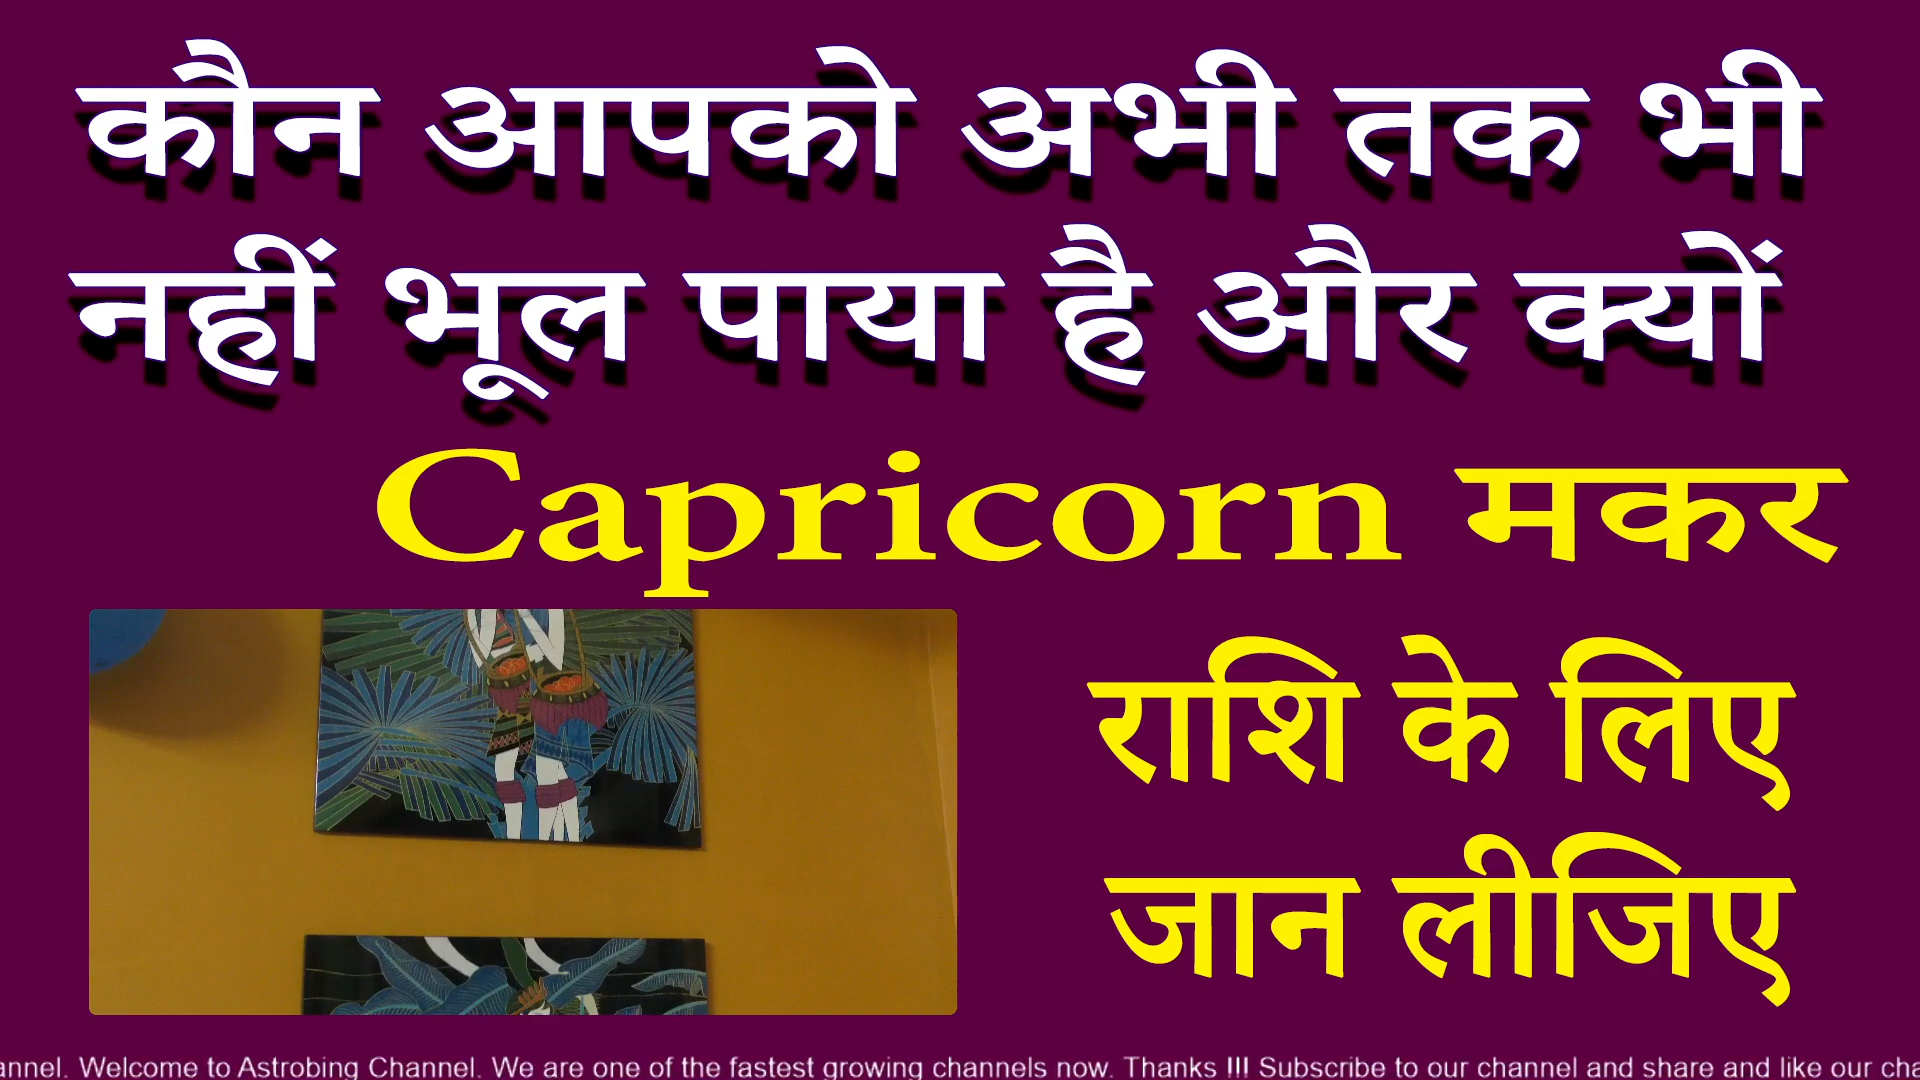 कौन आपको अभी तक भी
नहीं भूल पाया है और क्यों
Capricorn मकर
राशि के लिए
जान लीजिए
annel. Welcome to Astrobing Channel. We are one of the fastest growing channels now. Thanks !!! Subscribe to our channel and share and like our cha